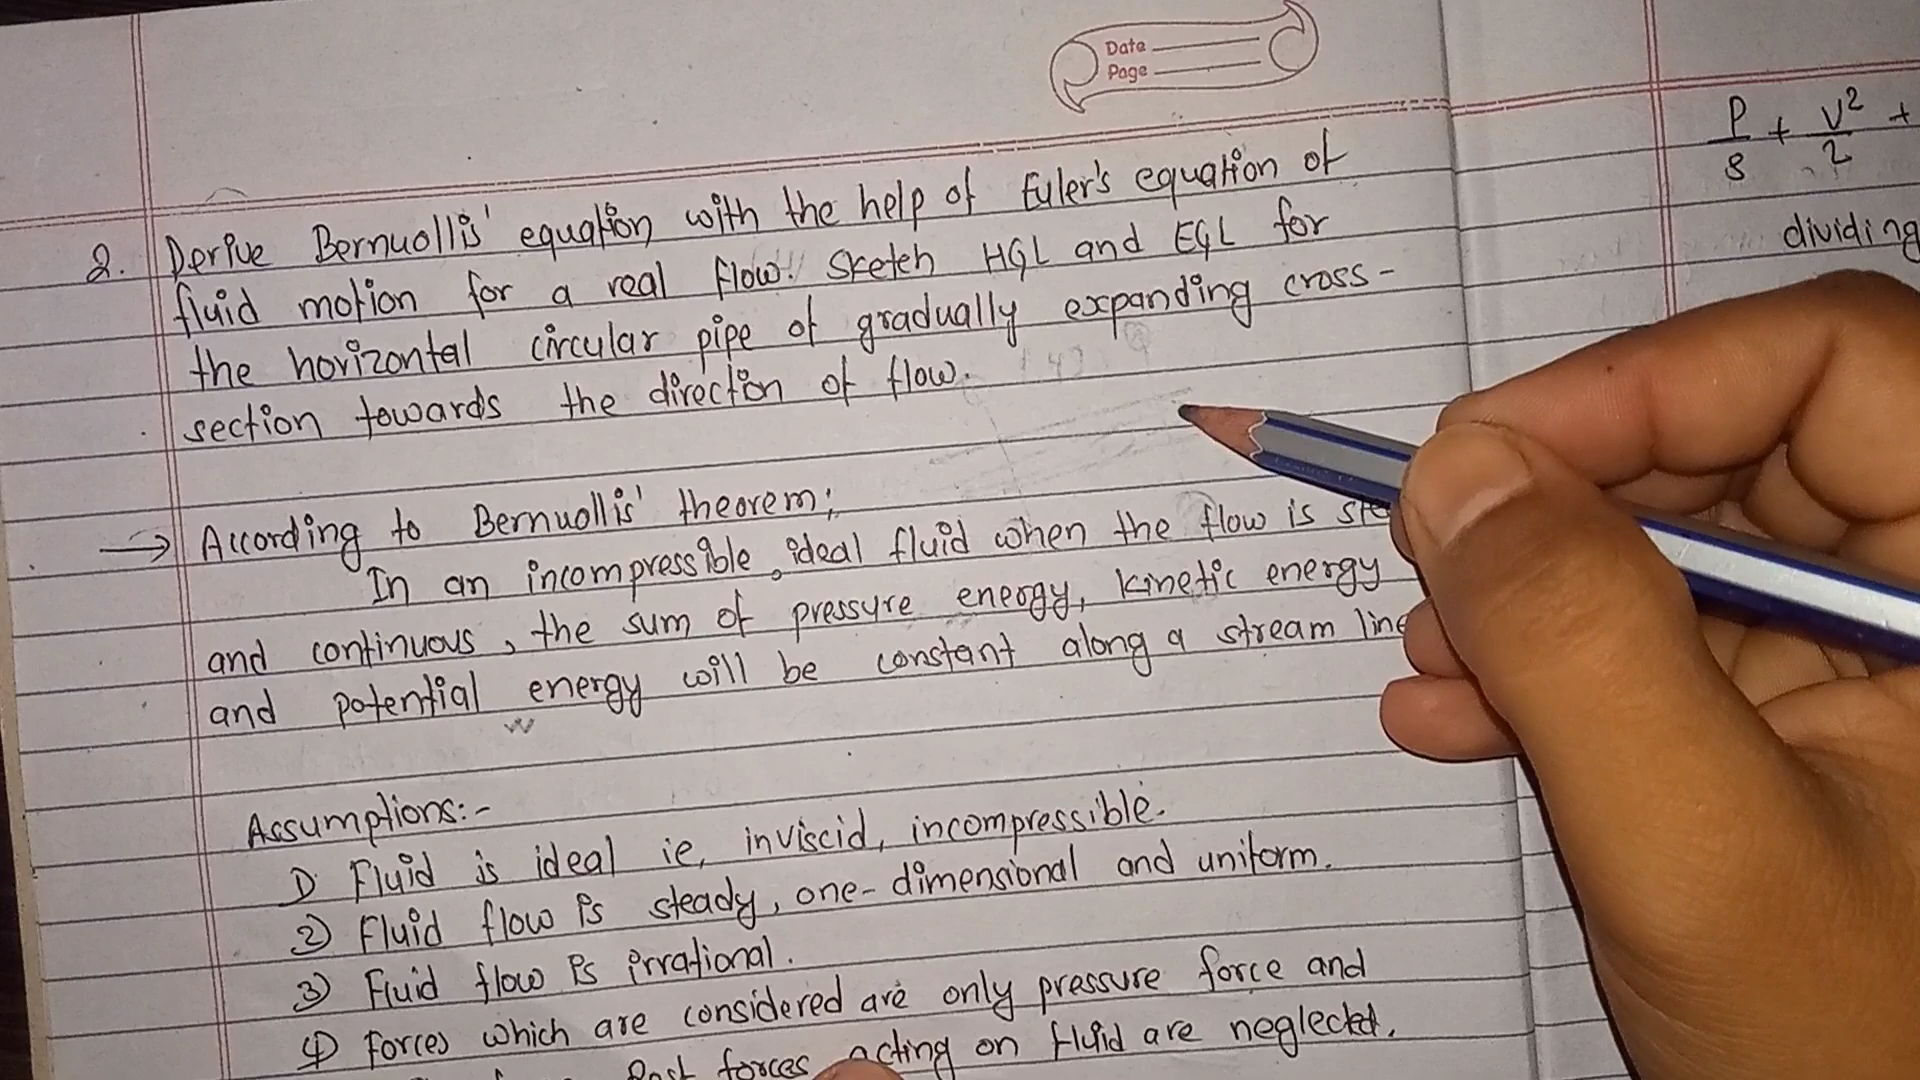 Date
Page
2. Derive Bernuollis' equation with the help of Euler's equation of
fluid motion for a real flow. Sketch HGL and EGL for
the horizontal circular pipe of gradually expanding cross-
section towards the direction of flow.
→ According to Bernuollis' theorem;
In an incompressible, ideal fluid when the flow is ste
and continuous, the sum of pressure energy, kinetic energy
and potential energy will be constant along a stream line
Assumptions:-
1) Fluid is ideal ie, inviscid, incompressible.
2) Fluid flow is steady, one-dimensional and uniform.
3) Fluid flow is irrational.
4) Forces which are considered are only pressure force and
forces acting on fluid are neglected.
P/8 + V²/2 +
dividing